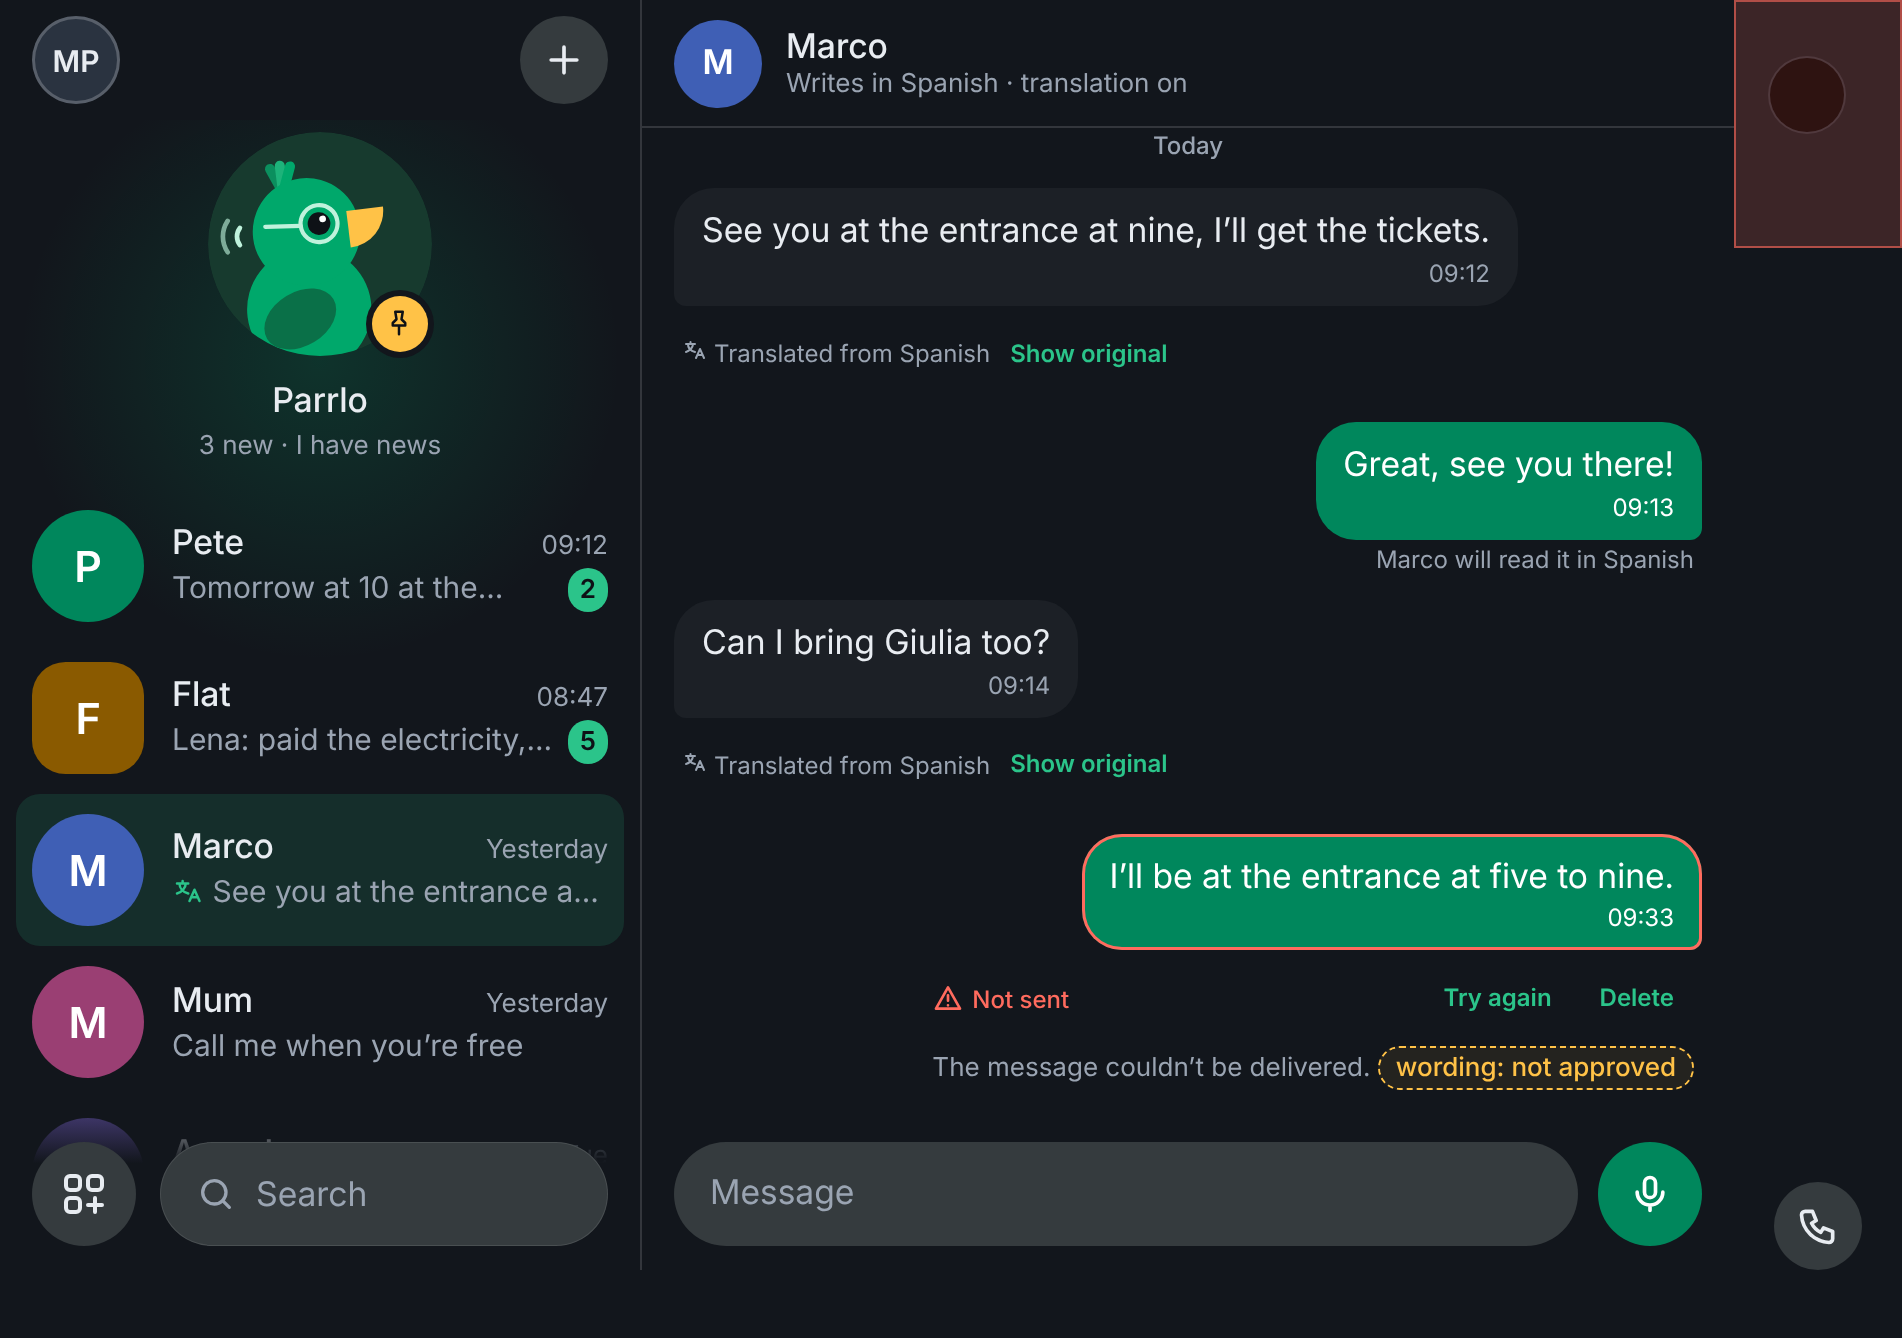 MP
Parrlo
3 new · I have news
P
Pete
09:12
Tomorrow at 10 at the...
2
F
Flat
08:47
Lena: paid the electricity,...
5
M
Marco
Yesterday
See you at the entrance a...
M
Mum
Yesterday
Call me when you’re free
Search
M
Marco
Writes in Spanish · translation on
Today
See you at the entrance at nine, I’ll get the tickets.
09:12
Translated from Spanish Show original
Great, see you there!
09:13
Marco will read it in Spanish
Can I bring Giulia too?
09:14
Translated from Spanish Show original
I’ll be at the entrance at five to nine.
09:33
Not sent
Try again Delete
The message couldn’t be delivered. wording: not approved
Message